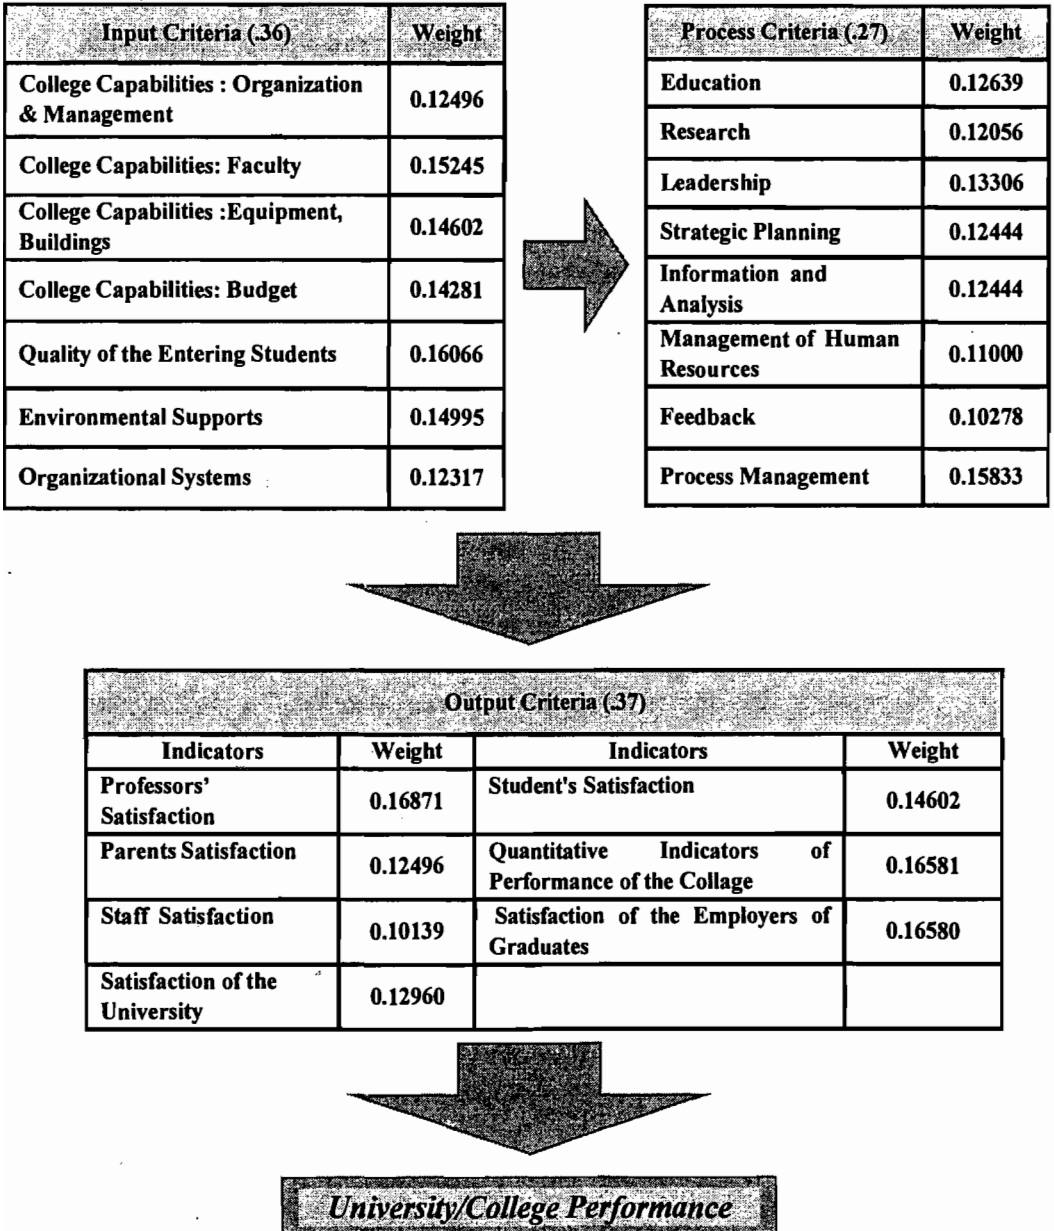 Input Criteria (.36) Weight
College Capabilities : Organization
& Management 0.12496
College Capabilities: Faculty 0.15245
College Capabilities :Equipment,
Buildings 0.14602
College Capabilities: Budget 0.14281
Quality of the Entering Students 0.16066
Environmental Supports 0.14995
Organizational Systems 0.12317
Process Criteria (.27) Weight
Education 0.12639
Research 0.12056
Leadership 0.13306
Strategic Planning 0.12444
Information and
Analysis 0.12444
Management of Human
Resources 0.11000
Feedback 0.10278
Process Management 0.15833
Output Criteria (.37)
Indicators Weight Indicators Weight
Professors'
Satisfaction 0.16871 Student's Satisfaction 0.14602
Parents Satisfaction 0.12496 Quantitative Indicators of
Performance of the Collage 0.16581
Staff Satisfaction 0.10139 Satisfaction of the Employers of
Graduates 0.16580
Satisfaction of the
University 0.12960
University/College Performance